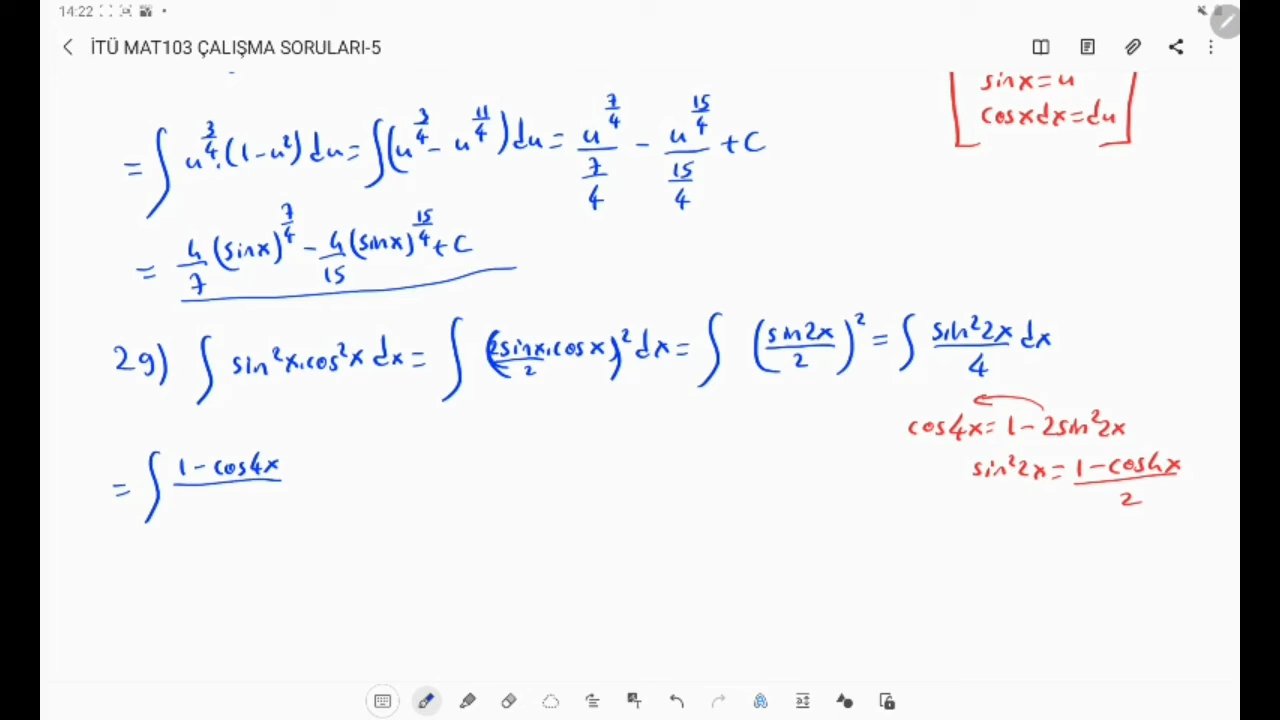 14:22
İTÜ MAT103 ÇALIŞMA SORULARI-5
sinx = u
cosxdx = du
= ∫ u^(3/4).(1-u²) du = ∫(u^(3/4) - u^(11/4)) du = u^(7/4)/(7/4) - u^(15/4)/(15/4) + C
= 4/7 (sinx)^(7/4) - 4/15 (sinx)^(15/4) + C
29) ∫ sin²x.cos²x dx = ∫ (2sinx.cosx/2)² dx = ∫ (sin2x/2)² = ∫ sin²2x/4 dx
cos4x = 1 - 2sin²2x
sin²2x = (1-cos4x)/2
= ∫ 1-cos4x